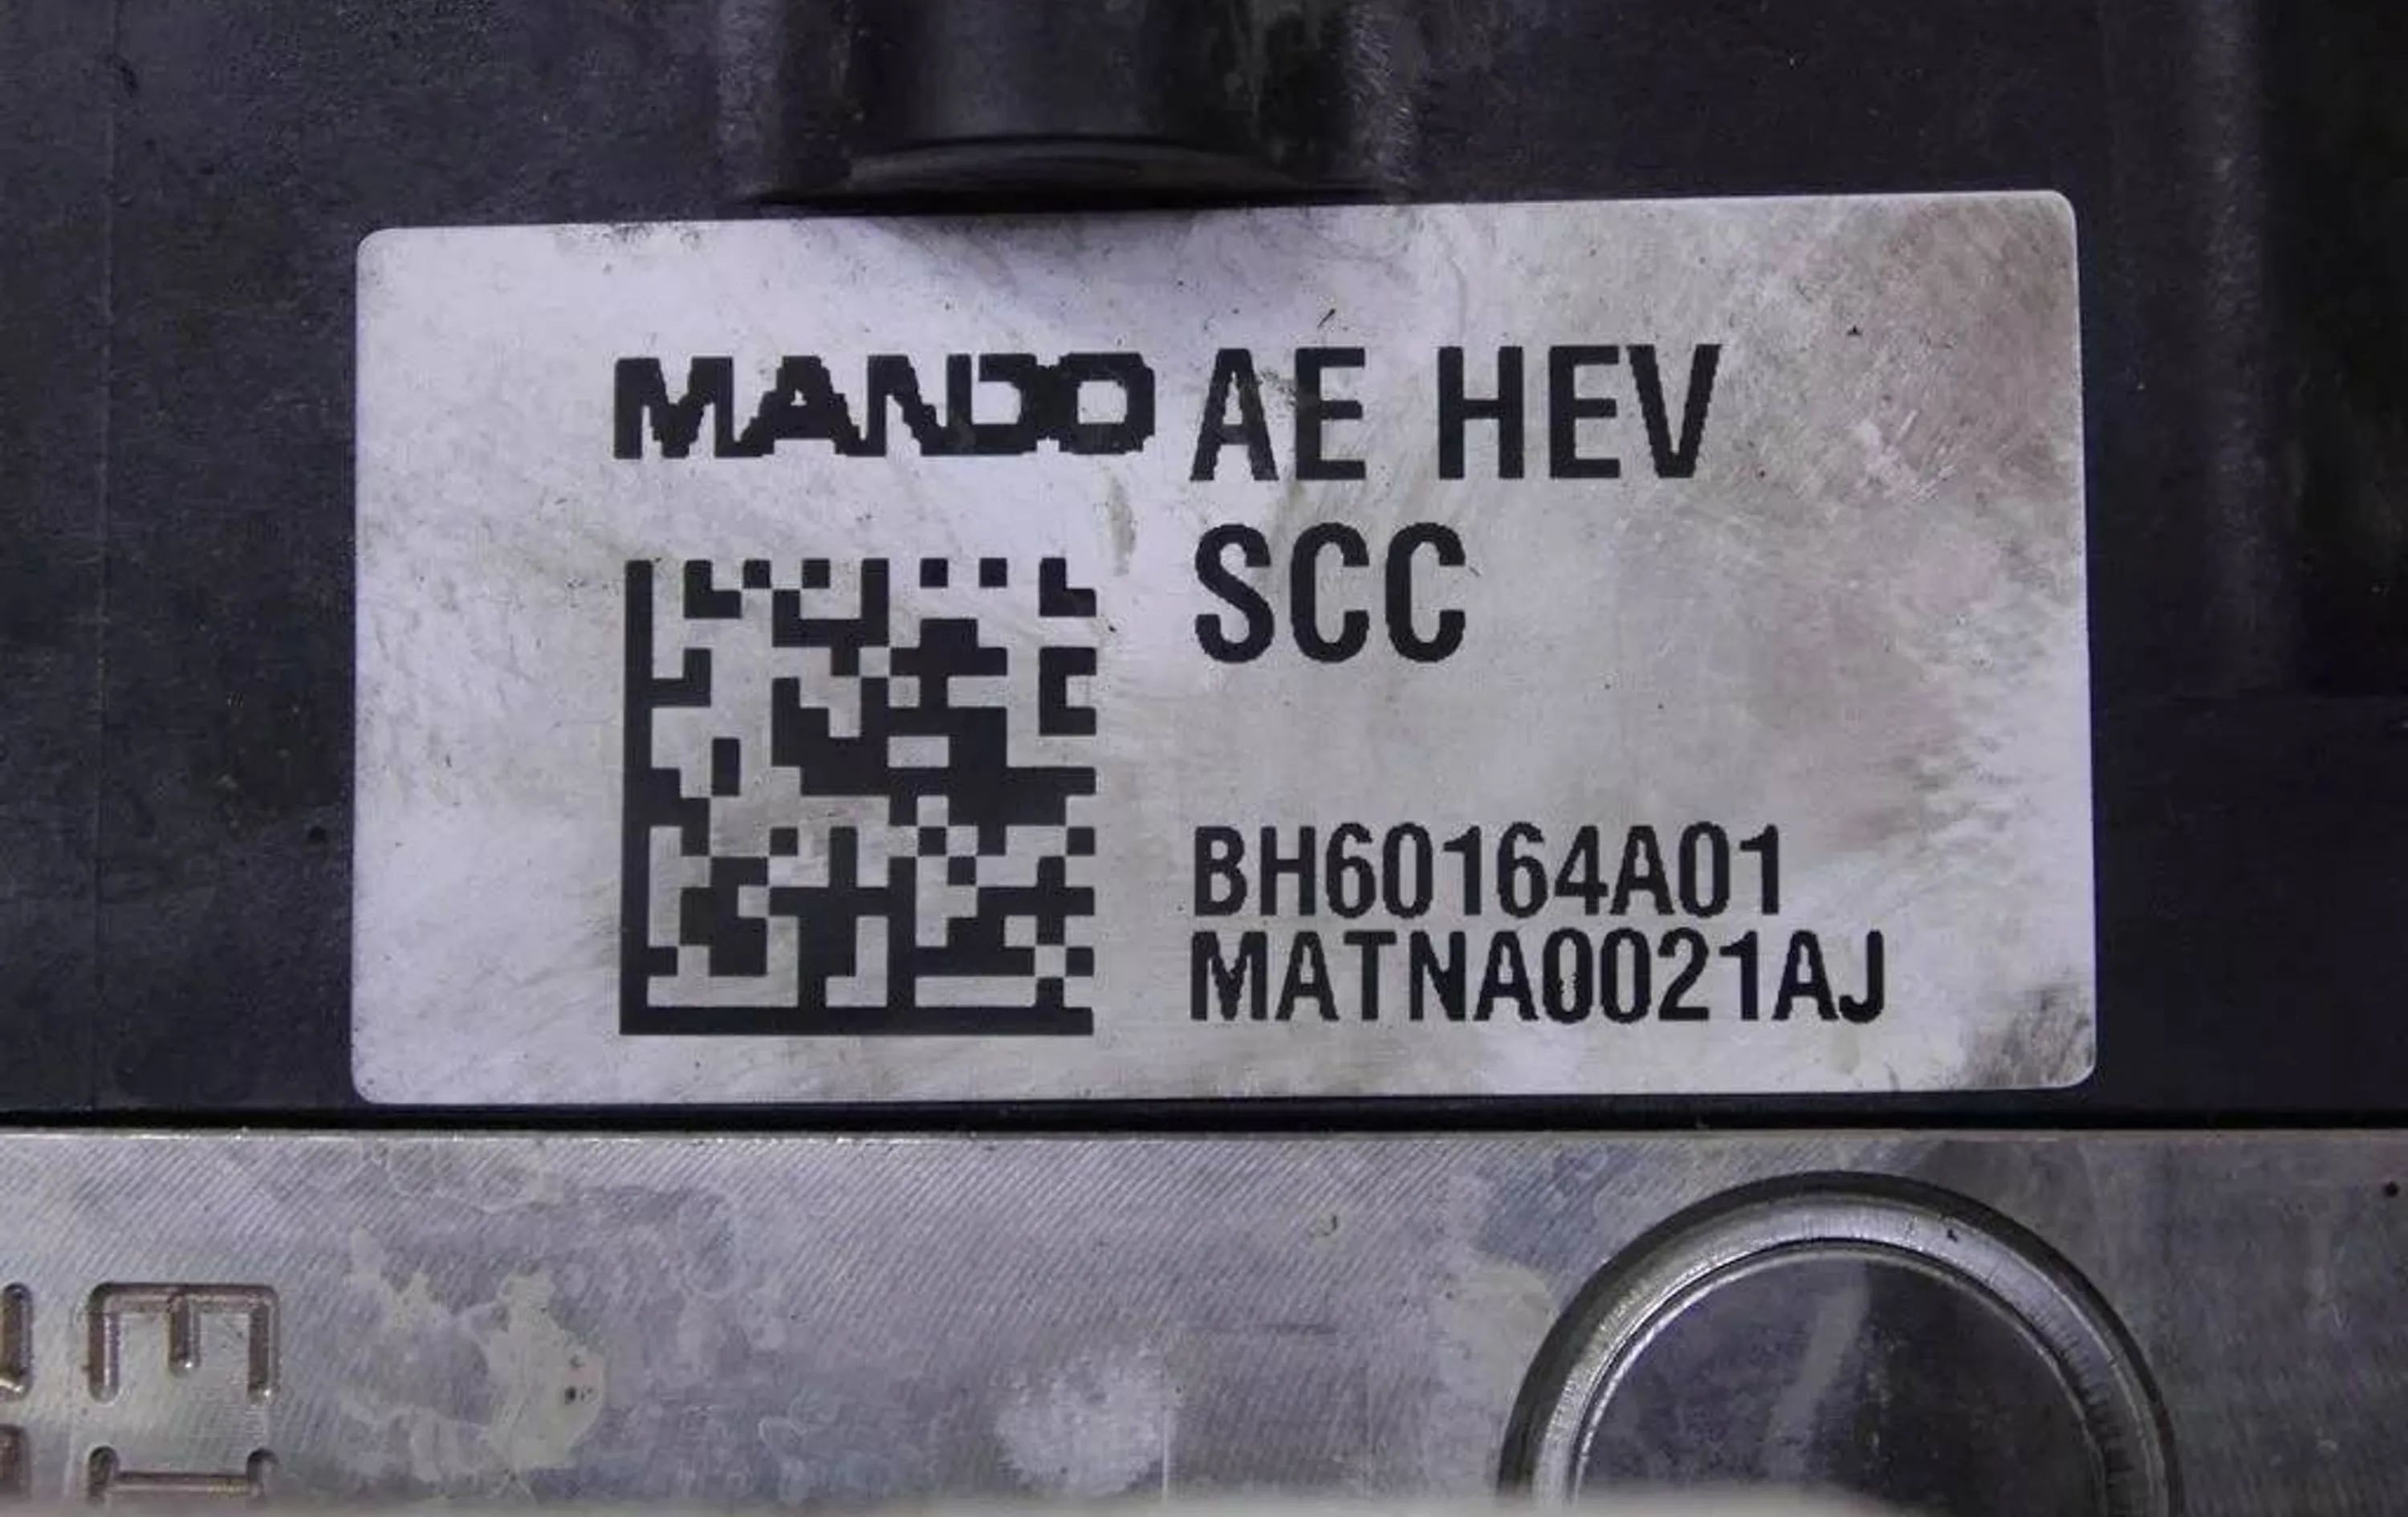 MANDO AE HEV
SCC
BH60164A01
MATNA0021AJ